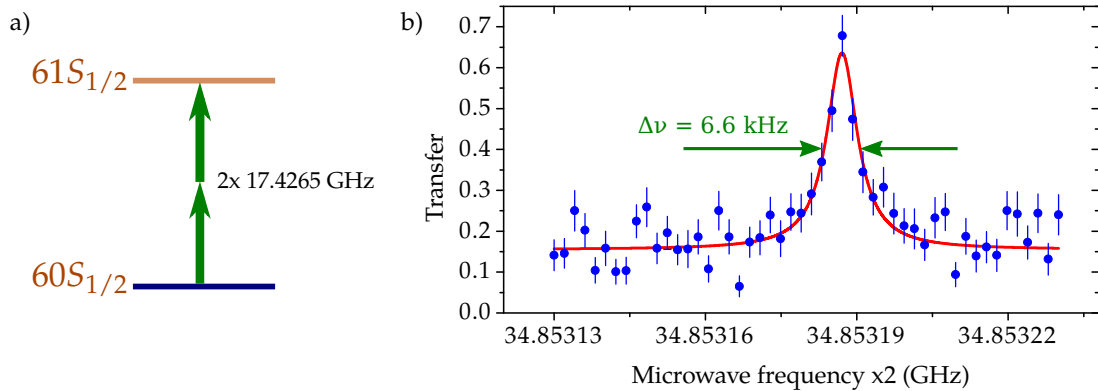 a)
61S1/2
2x 17.4265 GHz
60S1/2
b)
Transfer
0.7
0.6
0.5
0.4
0.3
0.2
0.1
0.0
Δν = 6.6 kHz
34.85313
34.85316
34.85319
34.85322
Microwave frequency x2 (GHz)